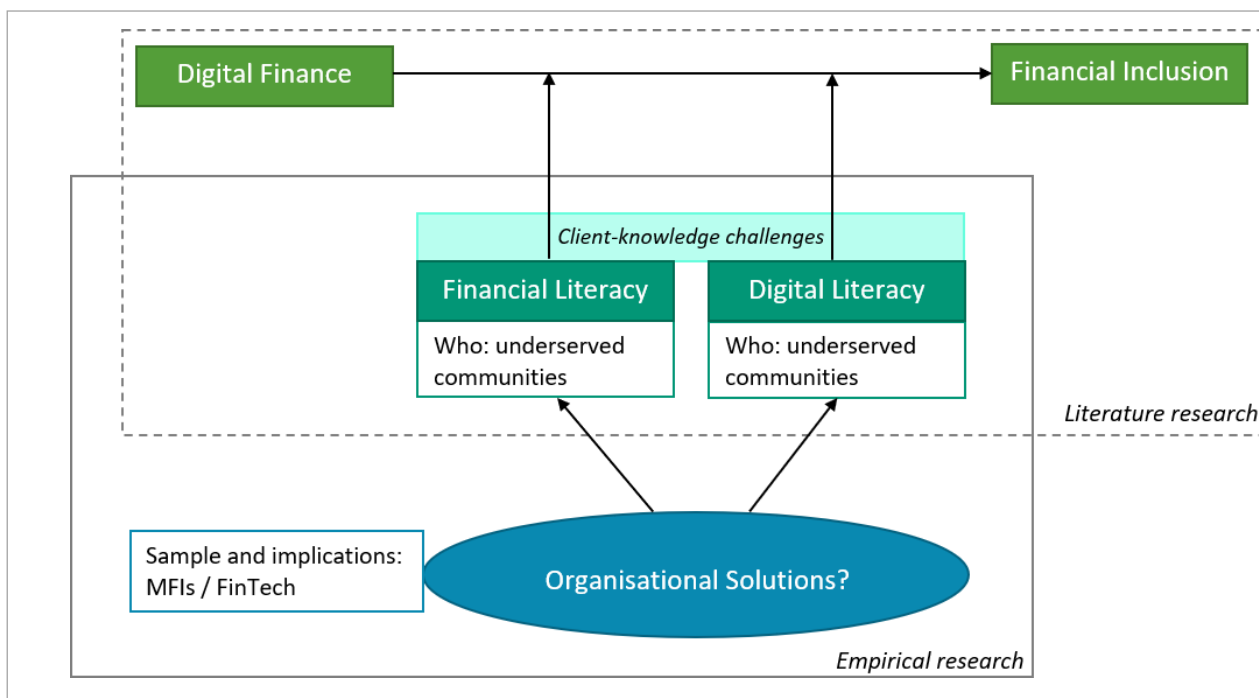 Digital Finance
Financial Inclusion
Client-knowledge challenges
Financial Literacy
Who: underserved
communities
Digital Literacy
Who: underserved
communities
Literature research
Sample and implications:
MFIs / FinTech
Organisational Solutions?
Empirical research